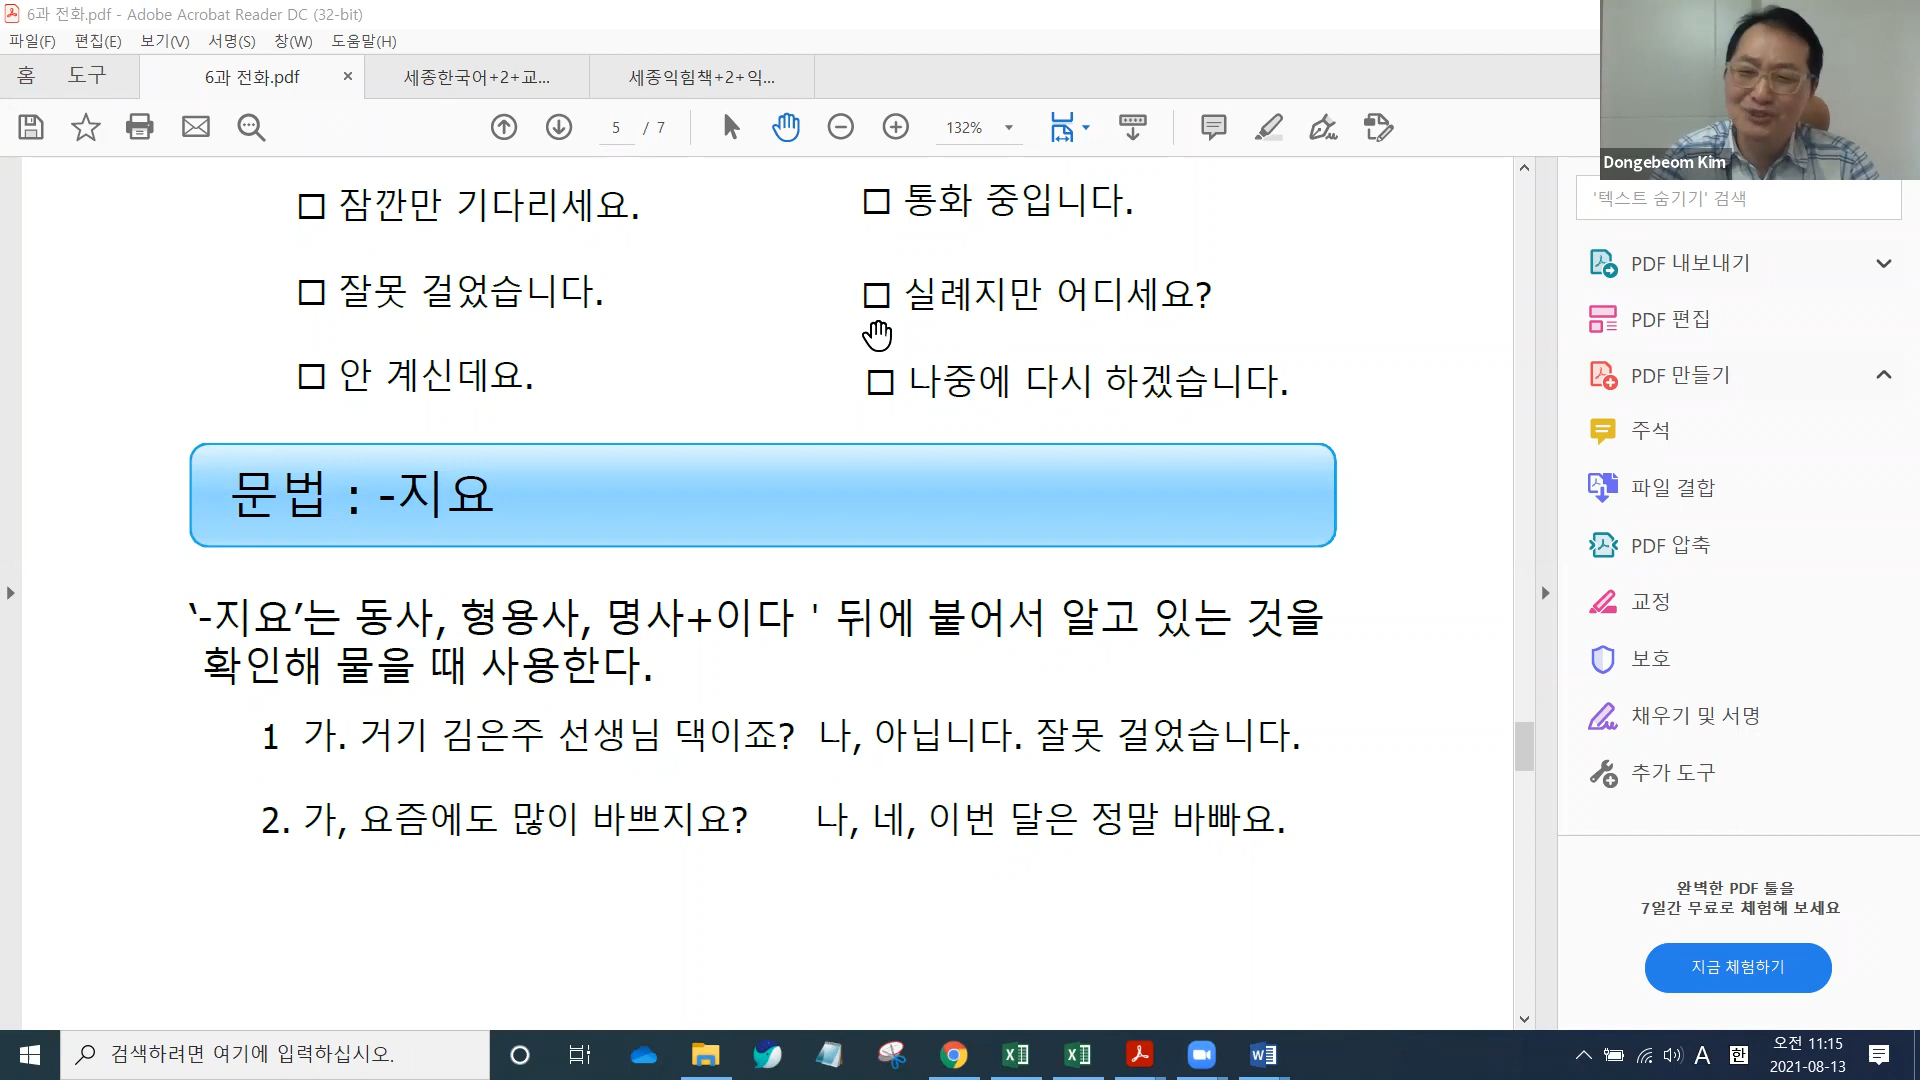 6과 전화.pdf - Adobe Acrobat Reader DC (32-bit)
파일(F) 편집(E) 보기(V) 서명(S) 창(W) 도움말(H)
홈 도구 6과 전화.pdf × 세종한국어+2+교... 세종익힘책+2+익...
5 / 7 132%
Dongebeom Kim
□ 잠깐만 기다리세요. □ 통화 중입니다.
□ 잘못 걸었습니다. □ 실례지만 어디세요?
□ 안 계신데요. □ 나중에 다시 하겠습니다.
문법 : -지요
‘-지요’는 동사, 형용사, 명사+이다 ' 뒤에 붙어서 알고 있는 것을
확인해 물을 때 사용한다.
1 가. 거기 김은주 선생님 댁이죠? 나, 아닙니다. 잘못 걸었습니다.
2. 가, 요즘에도 많이 바쁘지요? 나, 네, 이번 달은 정말 바빠요.
'텍스트 숨기기' 검색
PDF 내보내기
PDF 편집
PDF 만들기
주석
파일 결합
PDF 압축
교정
보호
채우기 및 서명
추가 도구
완벽한 PDF 툴을
7일간 무료로 체험해 보세요
지금 체험하기
검색하려면 여기에 입력하십시오.
A 한
오전 11:15
2021-08-13